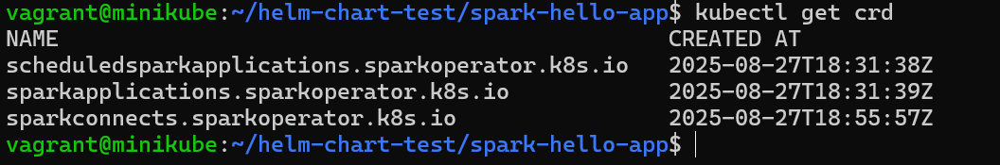 vagrant@minikube:~/helm-chart-test/spark-hello-app$ kubectl get crd
NAME                                            CREATED AT
scheduledsparkapplications.sparkoperator.k8s.io   2025-08-27T18:31:38Z
sparkapplications.sparkoperator.k8s.io            2025-08-27T18:31:39Z
sparkconnects.sparkoperator.k8s.io                2025-08-27T18:55:57Z
vagrant@minikube:~/helm-chart-test/spark-hello-app$